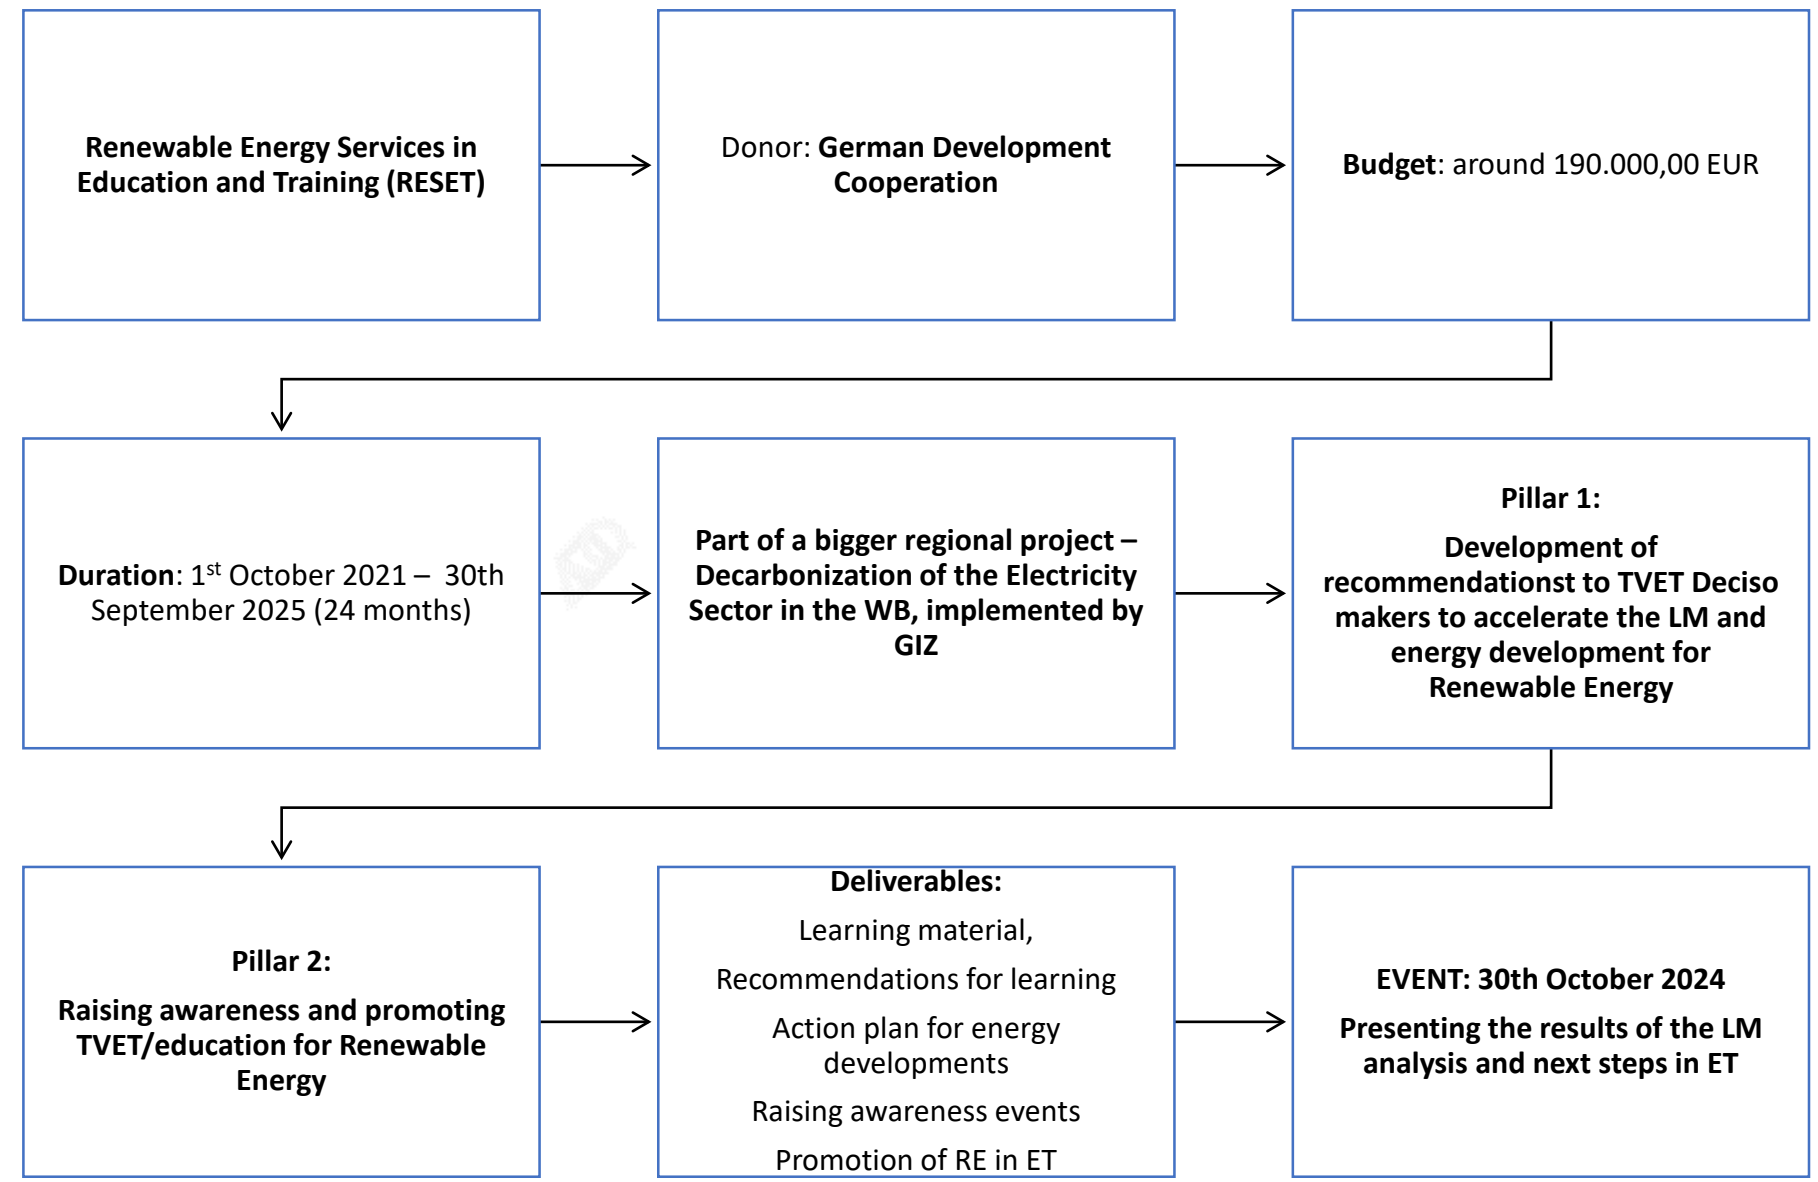 Renewable Energy Services in
Education and Training (RESET)
Donor: German Development
Cooperation
Budget: around 190.000,00 EUR
Duration: 1st October 2021 – 30th
September 2025 (24 months)
Part of a bigger regional project –
Decarbonization of the Electricity
Sector in the WB, implemented by
GIZ
Pillar 1:
Development of
recommendationst to TVET Deciso
makers to accelerate the LM and
energy development for
Renewable Energy
Pillar 2:
Raising awareness and promoting
TVET/education for Renewable
Energy
Deliverables:
Learning material,
Recommendations for learning
Action plan for energy
developments
Raising awareness events
Promotion of RE in ET
EVENT: 30th October 2024
Presenting the results of the LM
analysis and next steps in ET